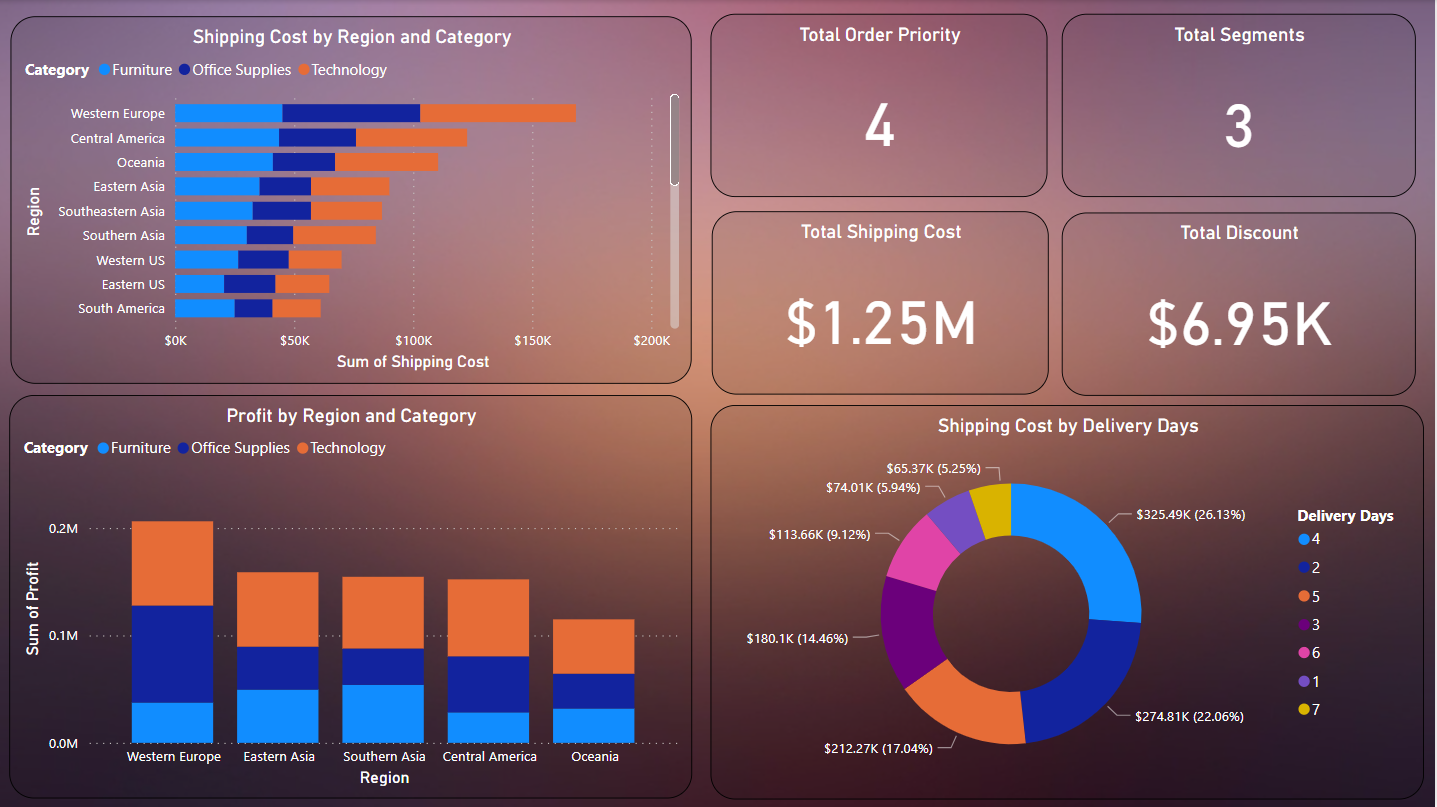 Shipping Cost by Region and Category
Category Furniture Office Supplies Technology
Region
Western Europe
Central America
Oceania
Eastern Asia
Southeastern Asia
Southern Asia
Western US
Eastern US
South America
$0K $50K $100K $150K $200K
Sum of Shipping Cost
Total Order Priority
4
Total Segments
3
Total Shipping Cost
$1.25M
Total Discount
$6.95K
Profit by Region and Category
Category Furniture Office Supplies Technology
Sum of Profit
0.2M
0.1M
0.0M
Western Europe Eastern Asia Southern Asia Central America Oceania
Region
Shipping Cost by Delivery Days
$65.37K (5.25%)
$74.01K (5.94%)
$325.49K (26.13%)
$113.66K (9.12%)
$180.1K (14.46%)
$274.81K (22.06%)
$212.27K (17.04%)
Delivery Days
4
2
5
3
6
1
7